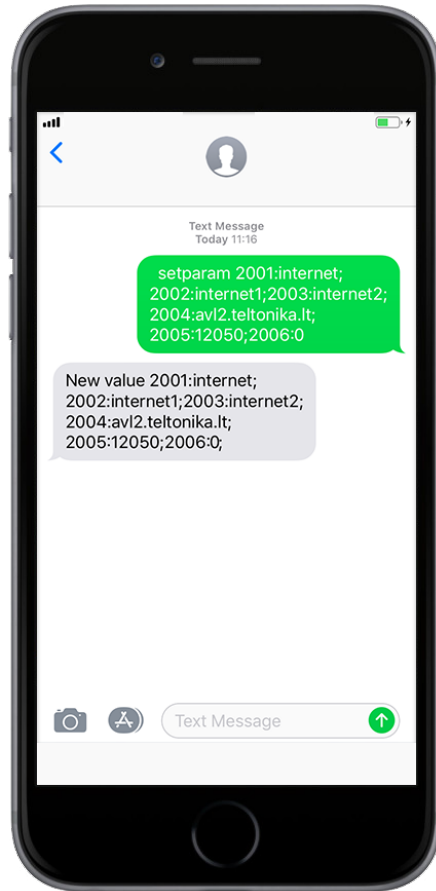 Text Message
Today 11:16
setparam 2001:internet;
2002:internet1;2003:internet2;
2004:avl2.teltonika.lt;
2005:12050;2006:0
New value 2001:internet;
2002:internet1;2003:internet2;
2004:avl2.teltonika.lt;
2005:12050;2006:0;
Text Message